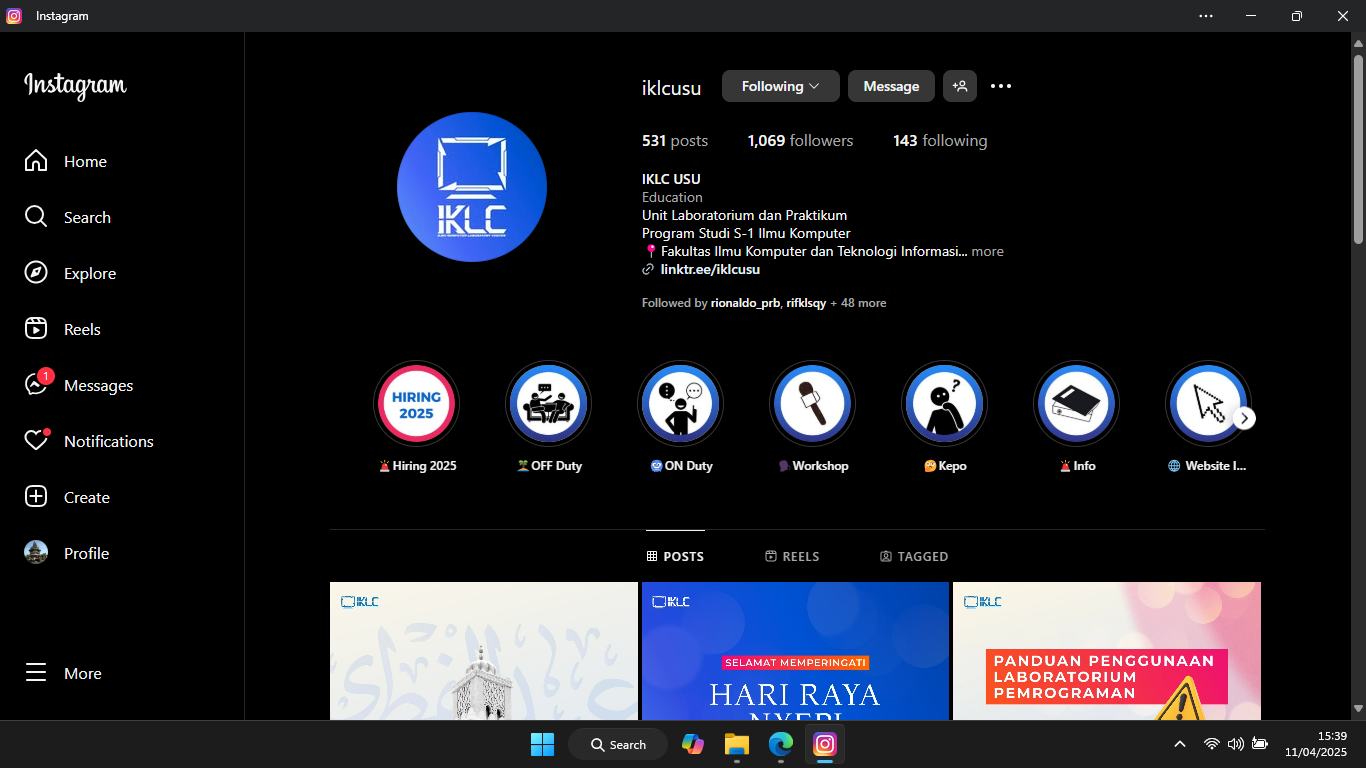 Instagram
Instagram
Home
Search
Explore
Reels
1
Messages
Notifications
Create
Profile
More
iklcusu
Following
Message
531 posts
1,069 followers
143 following
IKLC USU
Education
Unit Laboratorium dan Praktikum
Program Studi S-1 Ilmu Komputer
📍 Fakultas Ilmu Komputer dan Teknologi Informasi... more
linktr.ee/iklcusu
Followed by rionaldo_prb, rifklsqy + 48 more
IKLC
HIRING
2025
🚨Hiring 2025
🏝️OFF Duty
🌚ON Duty
🗣️Workshop
🤔Kepo
🚨Info
🌐 Website I...
POSTS
REELS
TAGGED
IKLC
IKLC
SELAMAT MEMPERINGATI
HARI RAYA
NYEPI
IKLC
PANDUAN PENGGUNAAN
LABORATORIUM
PEMROGRAMAN
Search
15:39
11/04/2025